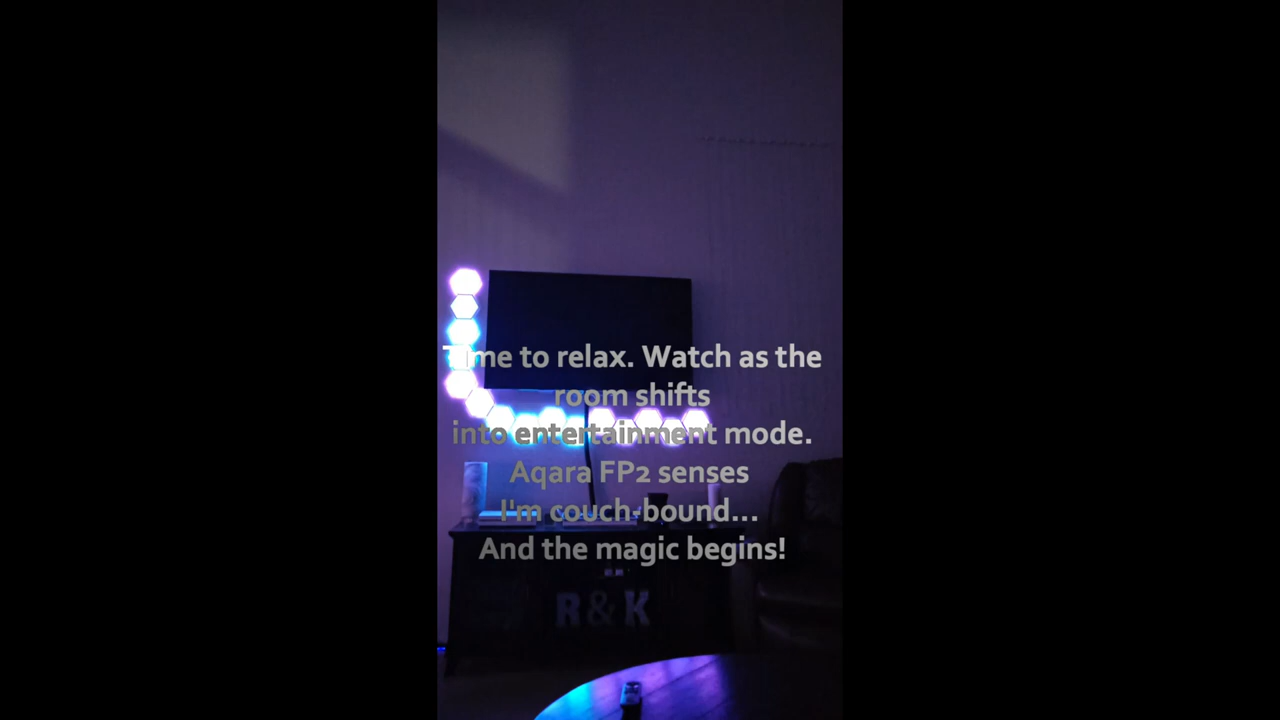 Time to relax. Watch as the
room shifts
into entertainment mode.
Aqara FP2 senses
I'm couch-bound...
And the magic begins!
R & K